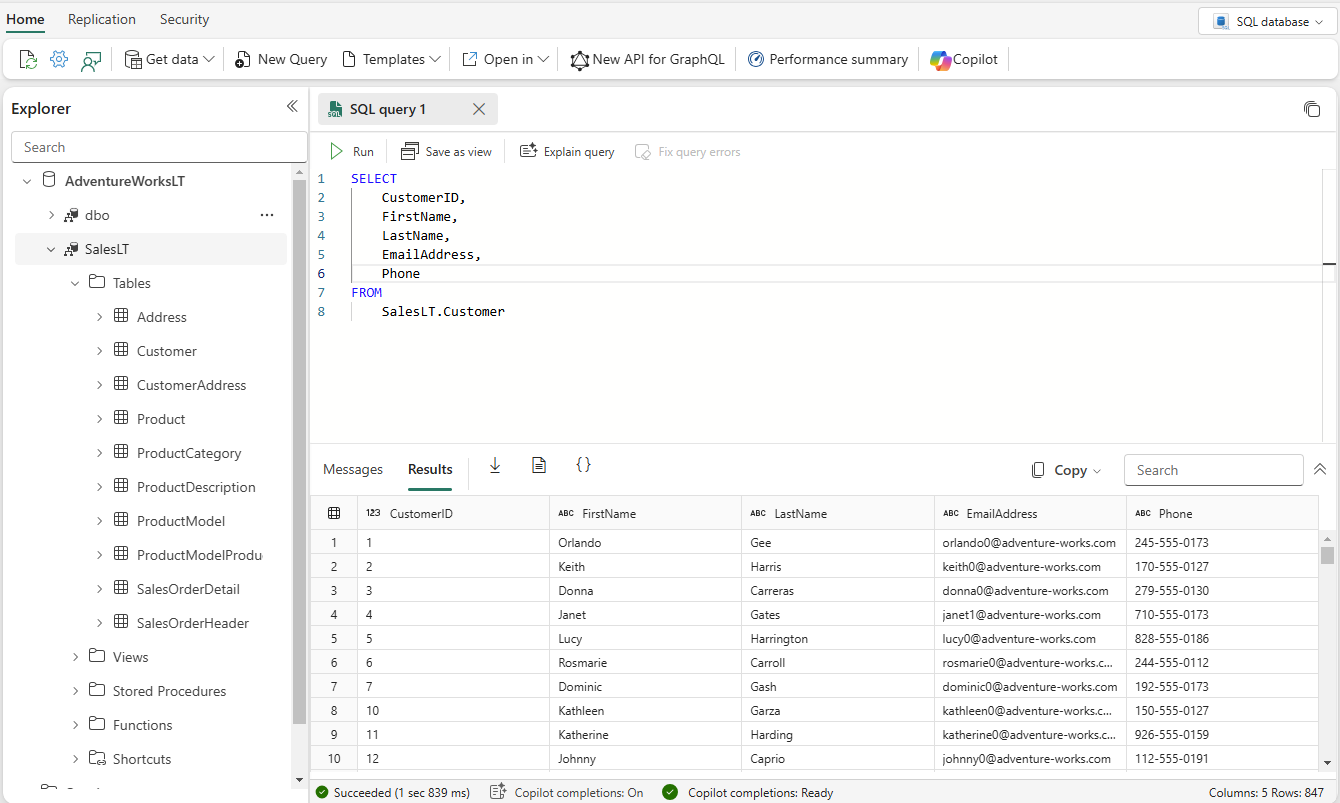 Home Replication Security SQL database
Get data New Query Templates Open in New API for GraphQL Performance summary Copilot
Explorer
Search
AdventureWorksLT
dbo ...
SalesLT
Tables
Address
Customer
CustomerAddress
Product
ProductCategory
ProductDescription
ProductModel
ProductModelProdu
SalesOrderDetail
SalesOrderHeader
Views
Stored Procedures
Functions
Shortcuts
SQL SQL query 1
Run Save as view Explain query Fix query errors
1 SELECT
2 CustomerID,
3 FirstName,
4 LastName,
5 EmailAddress,
6 Phone
7 FROM
8 SalesLT.Customer
Messages Results {} Copy Search
123 CustomerID ABC FirstName ABC LastName ABC EmailAddress ABC Phone
1 1 Orlando Gee orlando0@adventure-works.com 245-555-0173
2 2 Keith Harris keith0@adventure-works.com 170-555-0127
3 3 Donna Carreras donna0@adventure-works.com 279-555-0130
4 4 Janet Gates janet1@adventure-works.com 710-555-0173
5 5 Lucy Harrington lucy0@adventure-works.com 828-555-0186
6 6 Rosmarie Carroll rosmarie0@adventure-works.c... 244-555-0112
7 7 Dominic Gash dominic0@adventure-works.com 192-555-0173
8 10 Kathleen Garza kathleen0@adventure-works.c... 150-555-0127
9 11 Katherine Harding katherine0@adventure-works.c... 926-555-0159
10 12 Johnny Caprio johnny0@adventure-works.com 112-555-0191
Succeeded (1 sec 839 ms) Copilot completions: On Copilot completions: Ready Columns: 5 Rows: 847